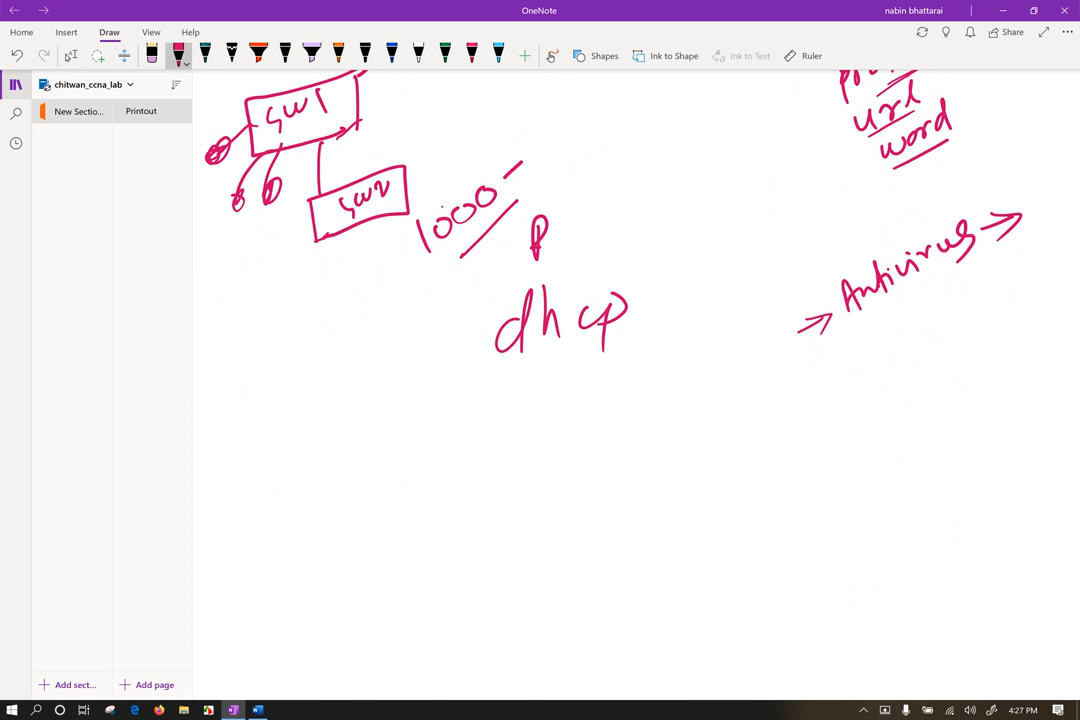 OneNote
nabin bhattarai
Home Insert Draw View Help
Share
Shapes Ink to Shape Ink to Text Ruler
chitwan_ccna_lab
New Sectio... Printout
url
word
SW1
SW2
1000
P
dhcp
Antivirus
Add sect... Add page
4:27 PM